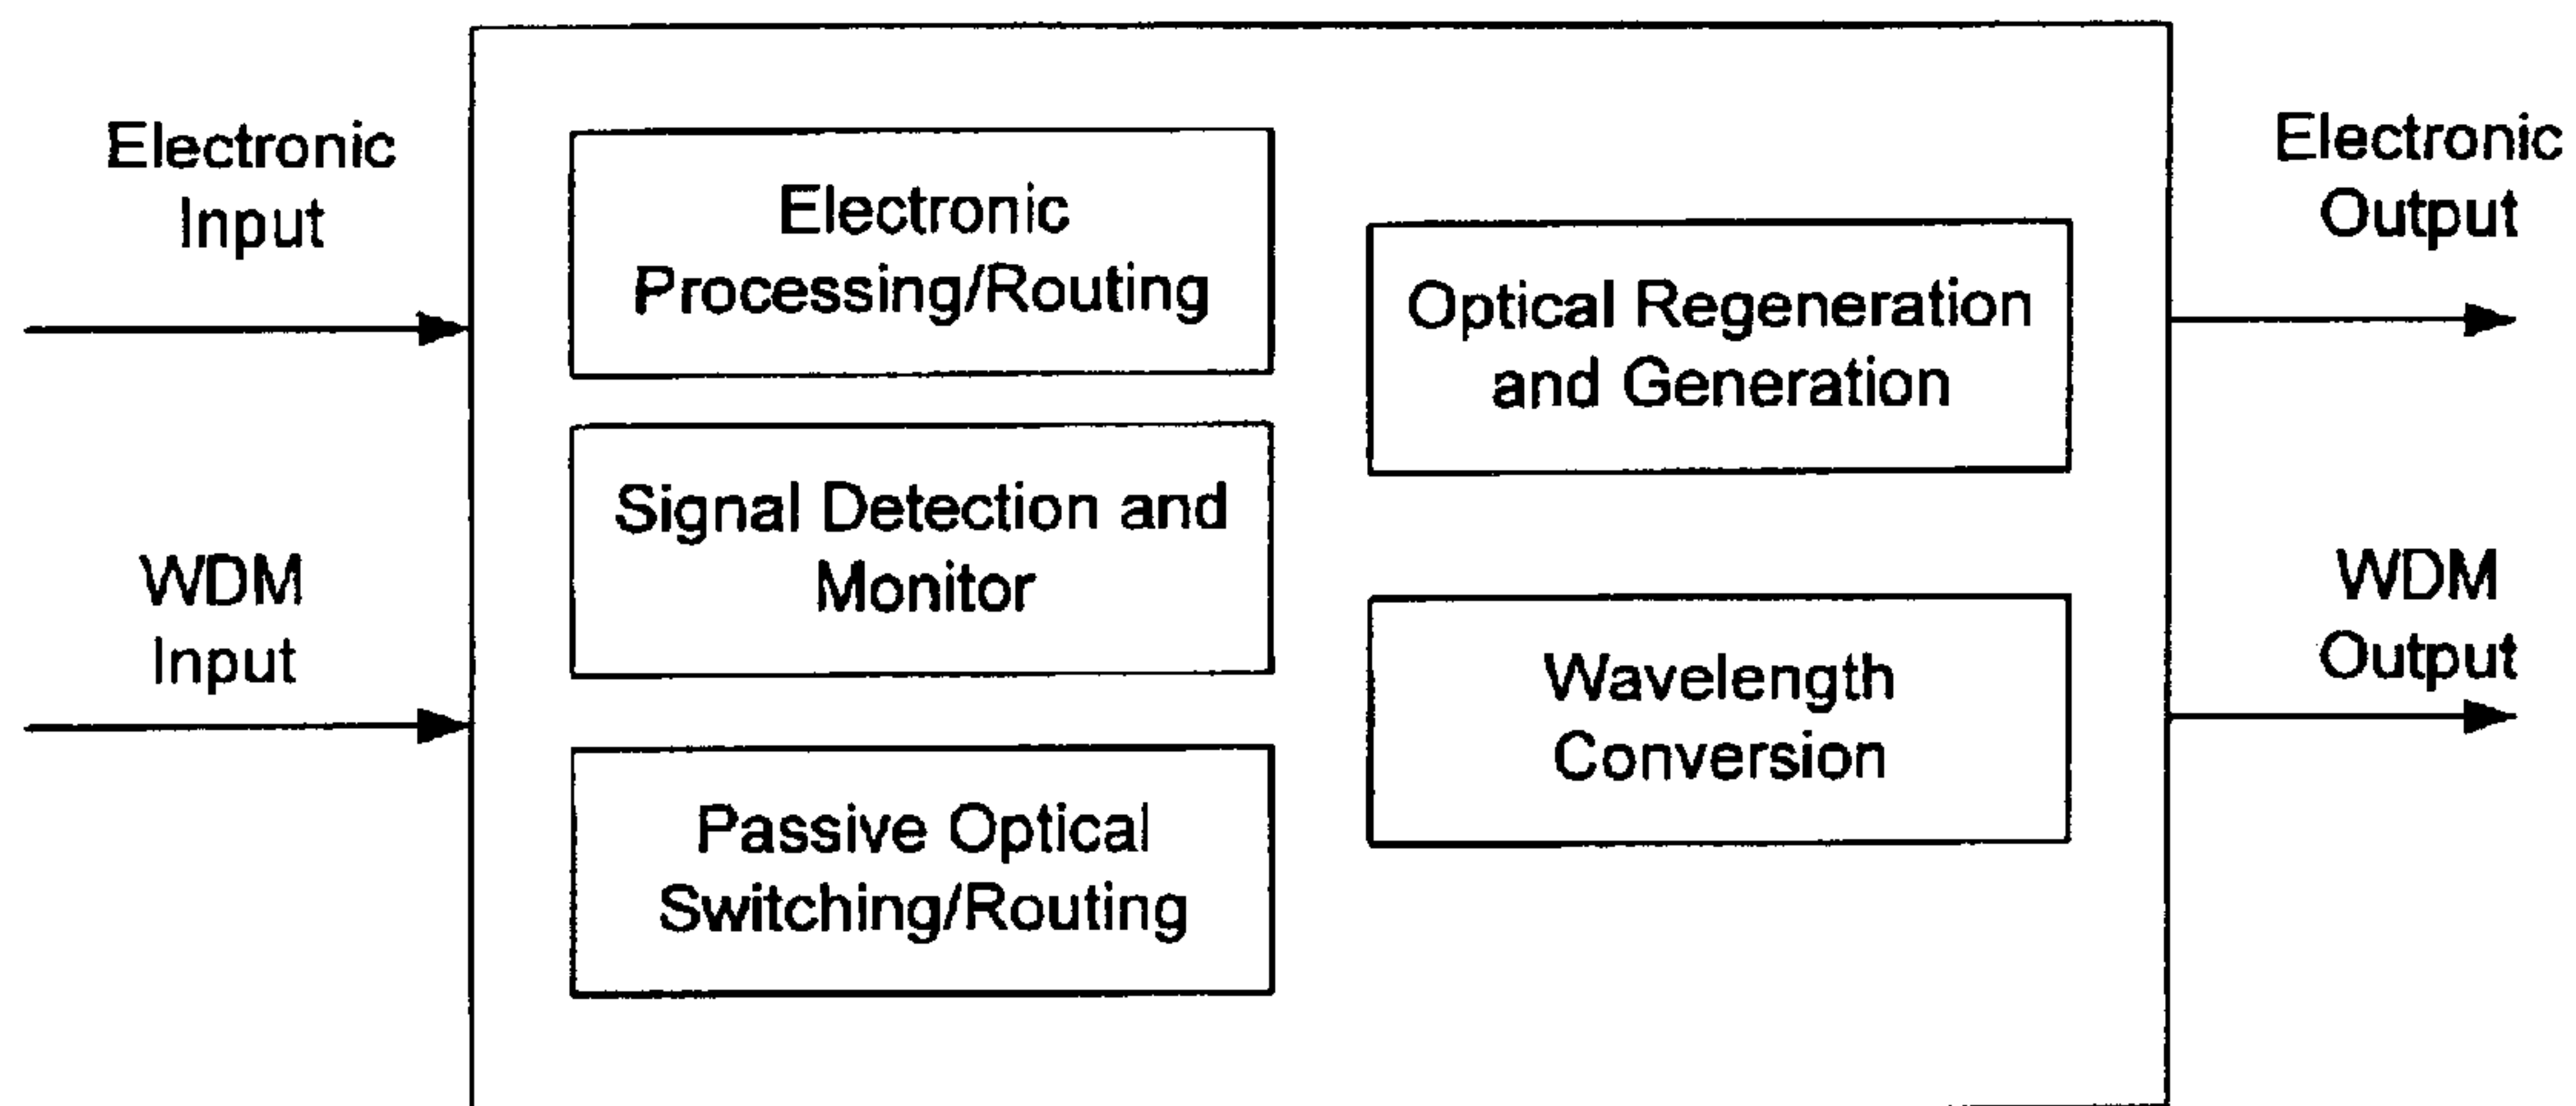 Electronic
Input
WDM
Input
Electronic
Processing/Routing
Signal Detection and
Monitor
Passive Optical
Switching/Routing
Optical Regeneration
and Generation
Wavelength
Conversion
Electronic
Output
WDM
Output